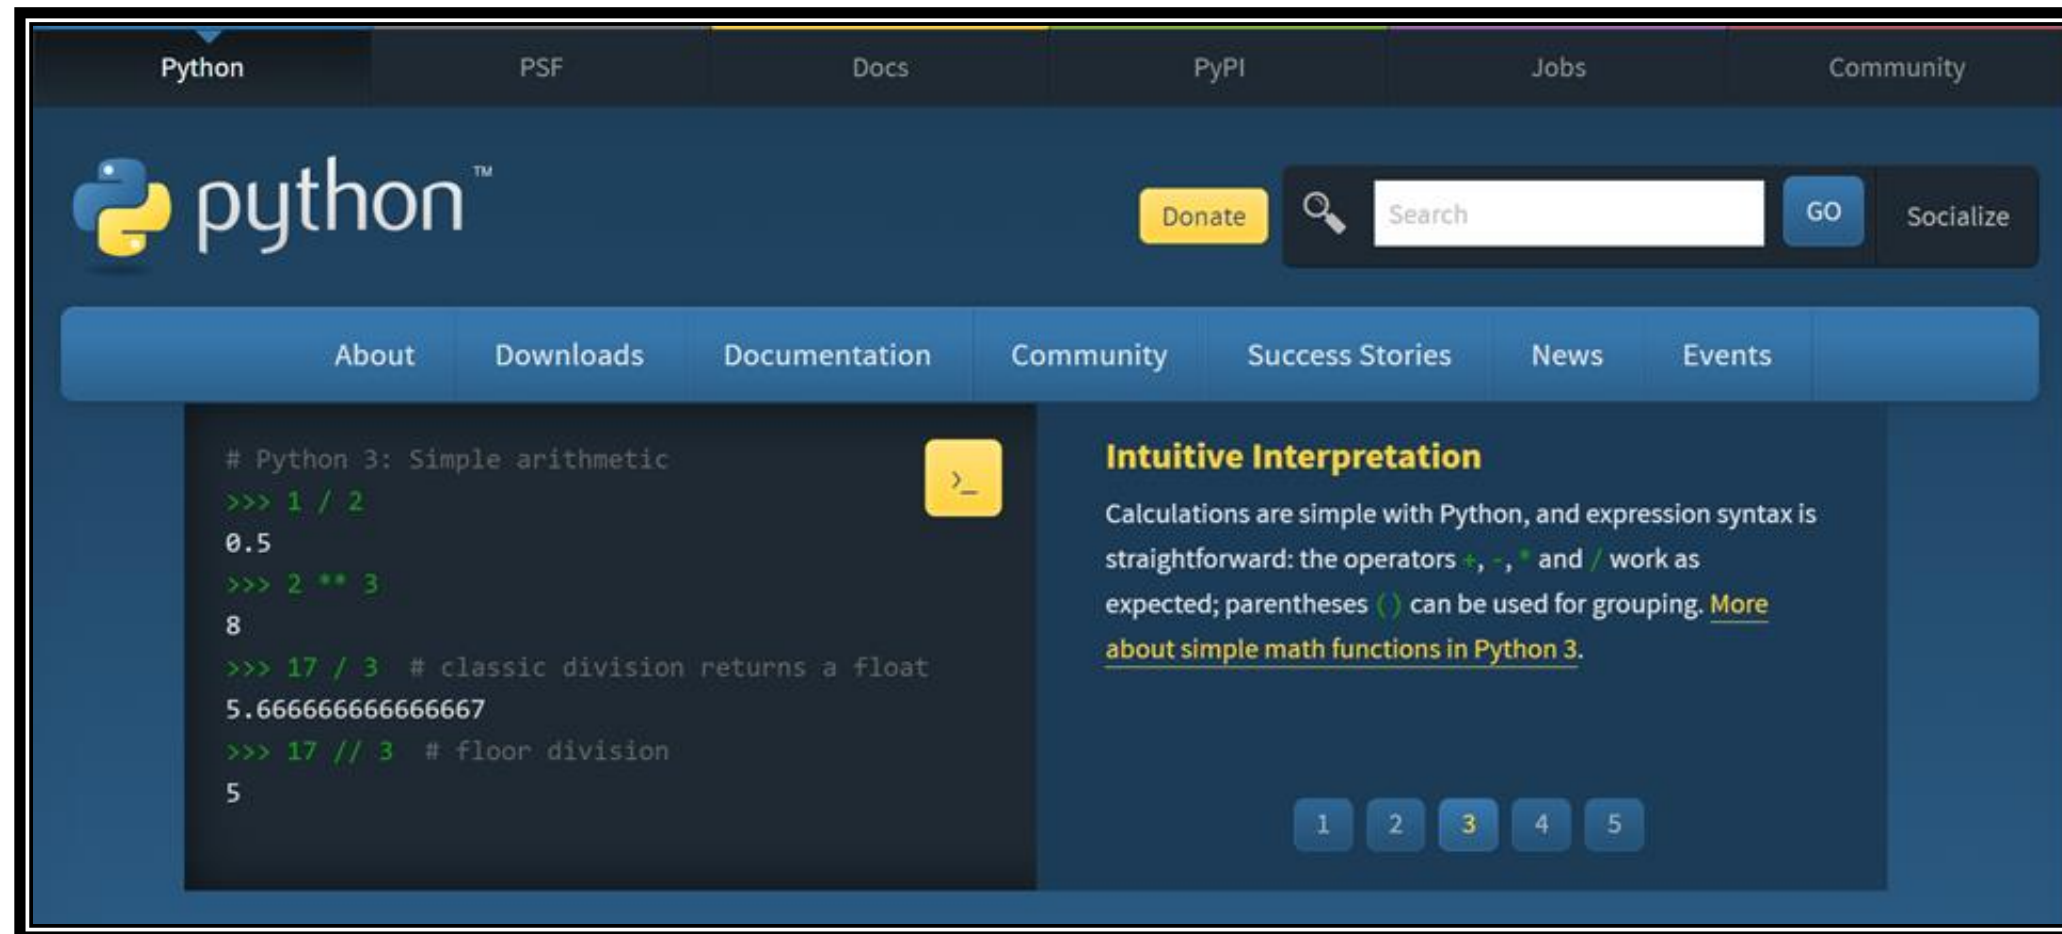 Python PSF Docs PyPI Jobs Community
python™
Donate Search GO Socialize
About Downloads Documentation Community Success Stories News Events
# Python 3: Simple arithmetic
>>> 1 / 2
0.5
>>> 2 ** 3
8
>>> 17 / 3  # classic division returns a float
5.666666666666667
>>> 17 // 3  # floor division
5
>_
Intuitive Interpretation
Calculations are simple with Python, and expression syntax is
straightforward: the operators +, -, * and / work as
expected; parentheses () can be used for grouping. More
about simple math functions in Python 3.
1 2 3 4 5